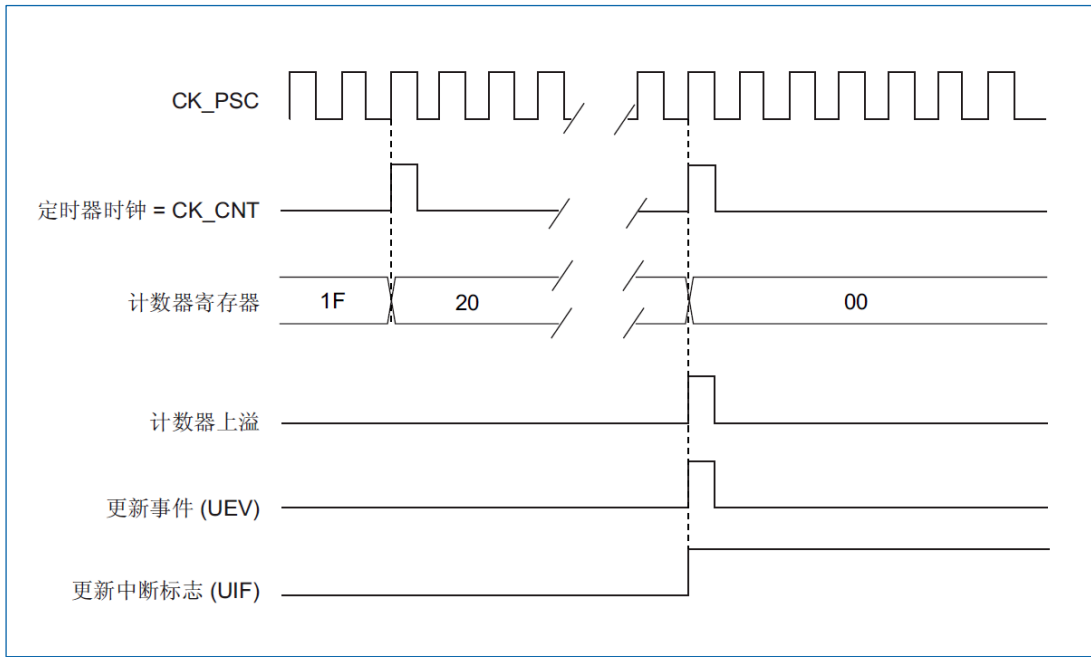 CK_PSC
定时器时钟 = CK_CNT
计数器寄存器
1F
20
00
计数器上溢
更新事件 (UEV)
更新中断标志 (UIF)